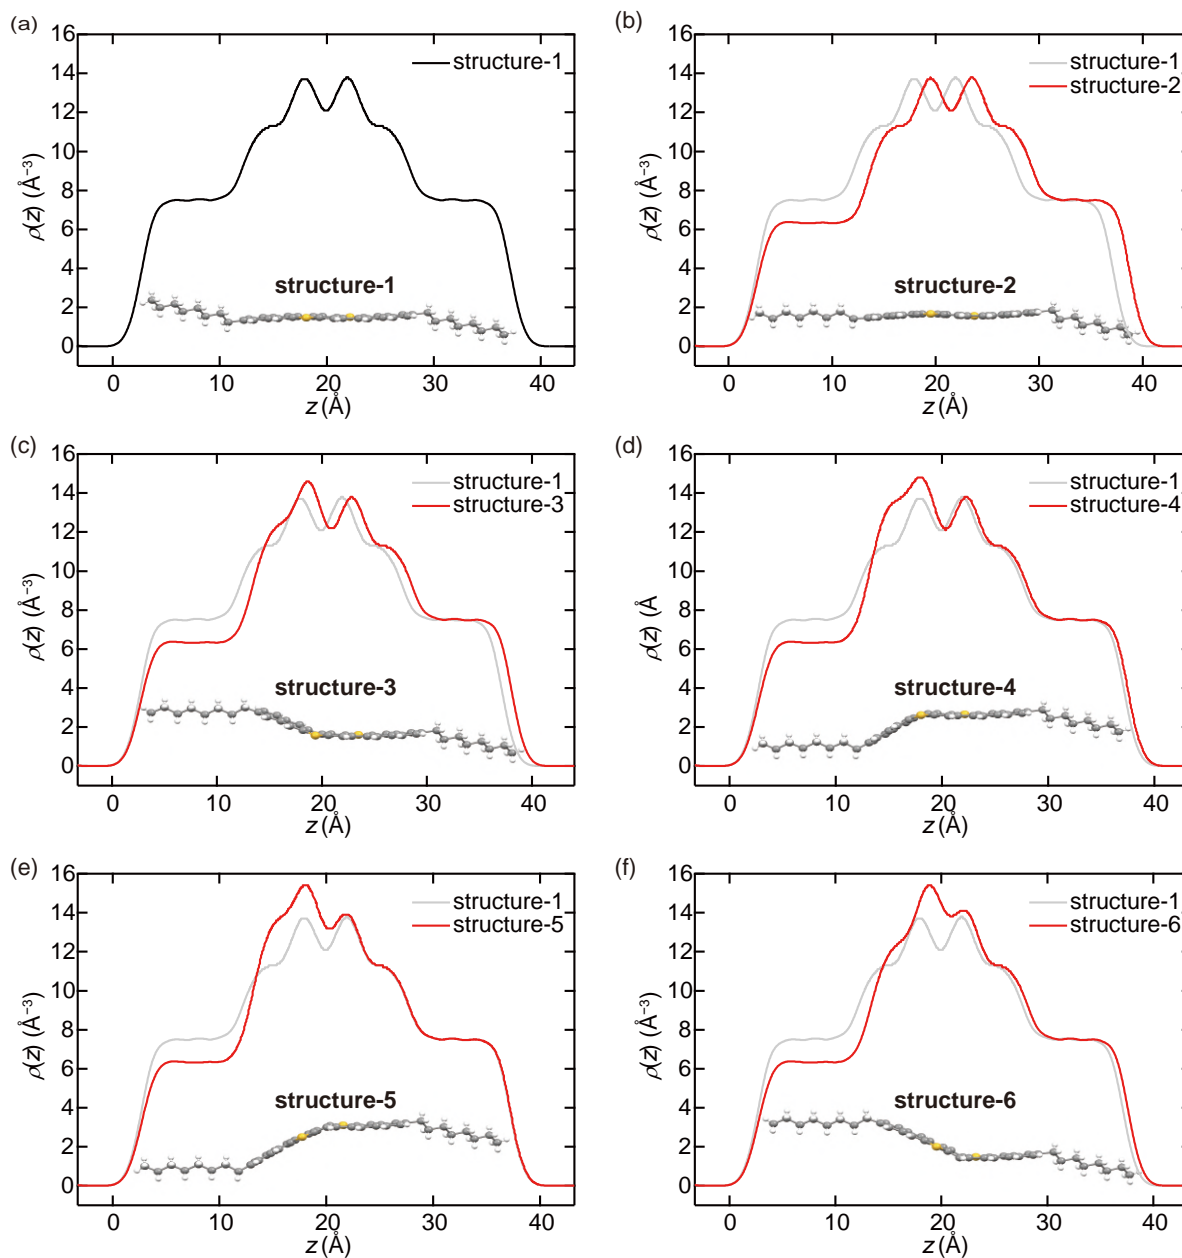 (a)
16
14
12
10
8
6
4
2
0
ρ(z) (Å⁻³)
structure-1
structure-1
0 10 20 30 40
z (Å)
(b)
16
14
12
10
8
6
4
2
0
ρ(z) (Å⁻³)
structure-1
structure-2
structure-2
0 10 20 30 40
z (Å)
(c)
16
14
12
10
8
6
4
2
0
ρ(z) (Å⁻³)
structure-1
structure-3
structure-3
0 10 20 30 40
z (Å)
(d)
16
14
12
10
8
6
4
2
0
ρ(z) (Å
structure-1
structure-4
structure-4
0 10 20 30 40
z (Å)
(e)
16
14
12
10
8
6
4
2
0
ρ(z) (Å⁻³)
structure-1
structure-5
structure-5
0 10 20 30 40
z (Å)
(f)
16
14
12
10
8
6
4
2
0
ρ(z) (Å⁻³)
structure-1
structure-6
structure-6
0 10 20 30 40
z (Å)